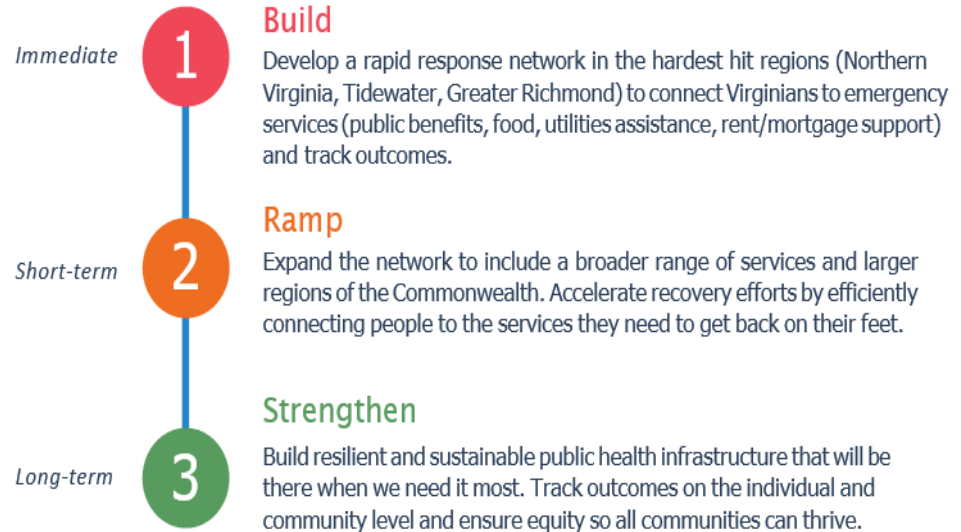 Immediate
1
Build
Develop a rapid response network in the hardest hit regions (Northern
Virginia, Tidewater, Greater Richmond) to connect Virginians to emergency
services (public benefits, food, utilities assistance, rent/mortgage support)
and track outcomes.
Short-term
2
Ramp
Expand the network to include a broader range of services and larger
regions of the Commonwealth. Accelerate recovery efforts by efficiently
connecting people to the services they need to get back on their feet.
Long-term
3
Strengthen
Build resilient and sustainable public health infrastructure that will be
there when we need it most. Track outcomes on the individual and
community level and ensure equity so all communities can thrive.